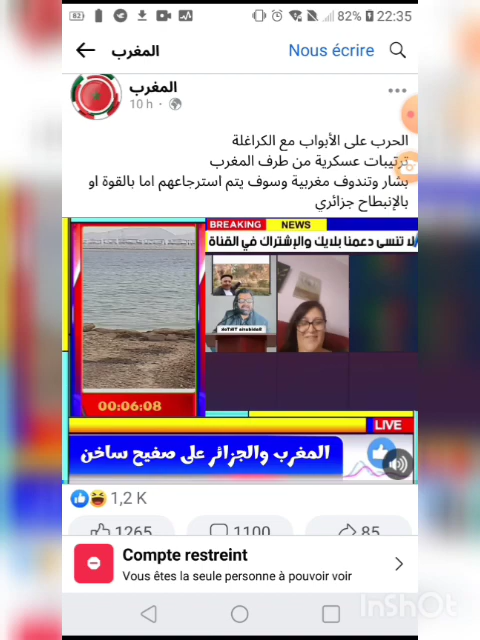 82
82% 22:35
المغرب
Nous écrire
المغرب
10 h ·
الحرب على الأبواب مع الكراغلة
ترتيبات عسكرية من طرف المغرب
بشار وتندوف مغربية وسوف يتم استرجاعهم اما بالقوة او
بالإنبطاح جزائري
BREAKING NEWS
لا تنسى دعمنا بلايك والإشتراك في القناة
00:06:08
LIVE
المغرب والجزائر على صفيح ساخن
1,2 K
1265
1100
85
Compte restreint
Vous êtes la seule personne à pouvoir voir
InShOt